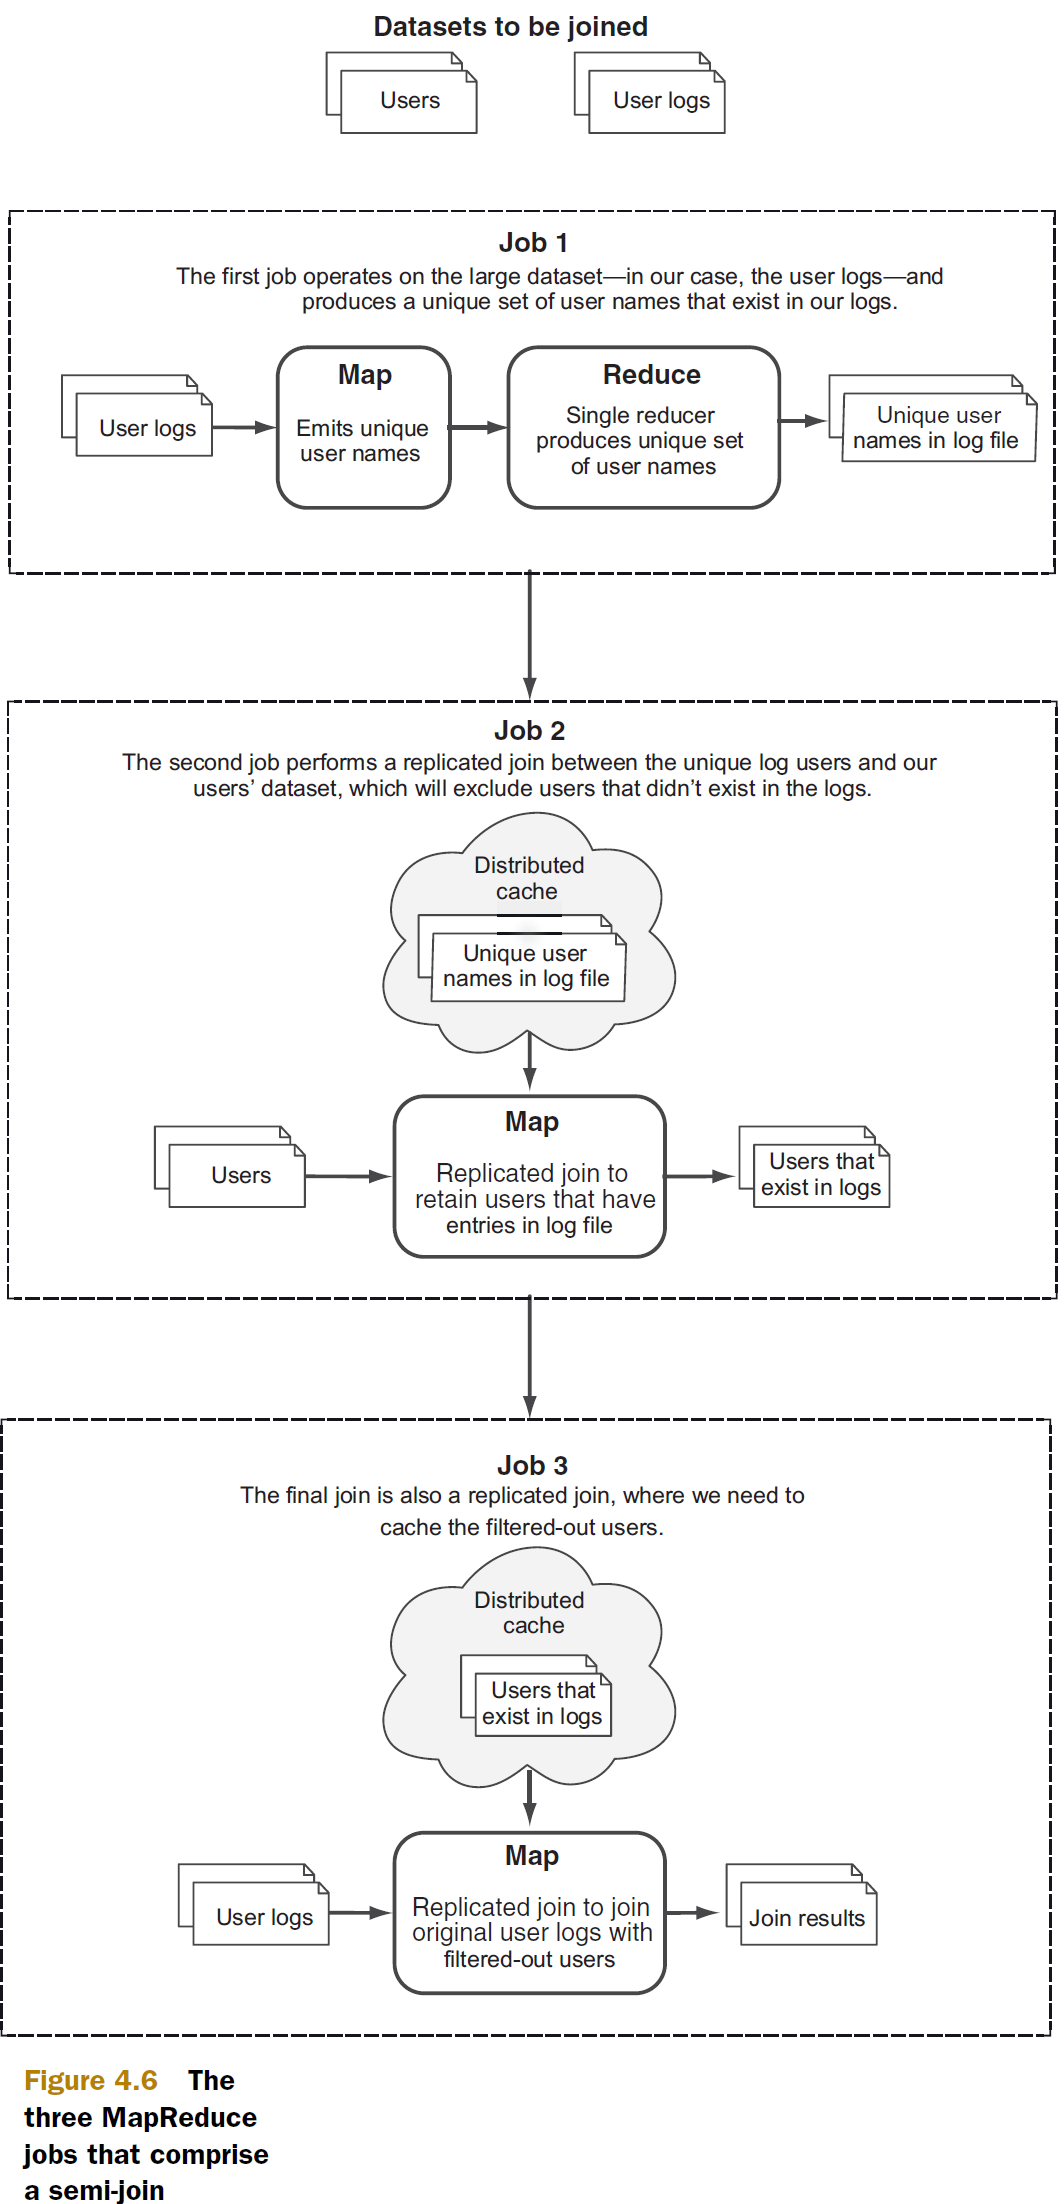 Datasets to be joined
Users
User logs
Job 1
The first job operates on the large dataset—in our case, the user logs—and
produces a unique set of user names that exist in our logs.
User logs
Map
Emits unique
user names
Reduce
Single reducer
produces unique set
of user names
Unique user
names in log file
Job 2
The second job performs a replicated join between the unique log users and our
users’ dataset, which will exclude users that didn’t exist in the logs.
Distributed
cache
Unique user
names in log file
Users
Map
Replicated join to
retain users that have
entries in log file
Users that
exist in logs
Job 3
The final join is also a replicated join, where we need to
cache the filtered-out users.
Distributed
cache
Users that
exist in logs
User logs
Map
Replicated join to join
original user logs with
filtered-out users
Join results
Figure 4.6 The
three MapReduce
jobs that comprise
a semi-join